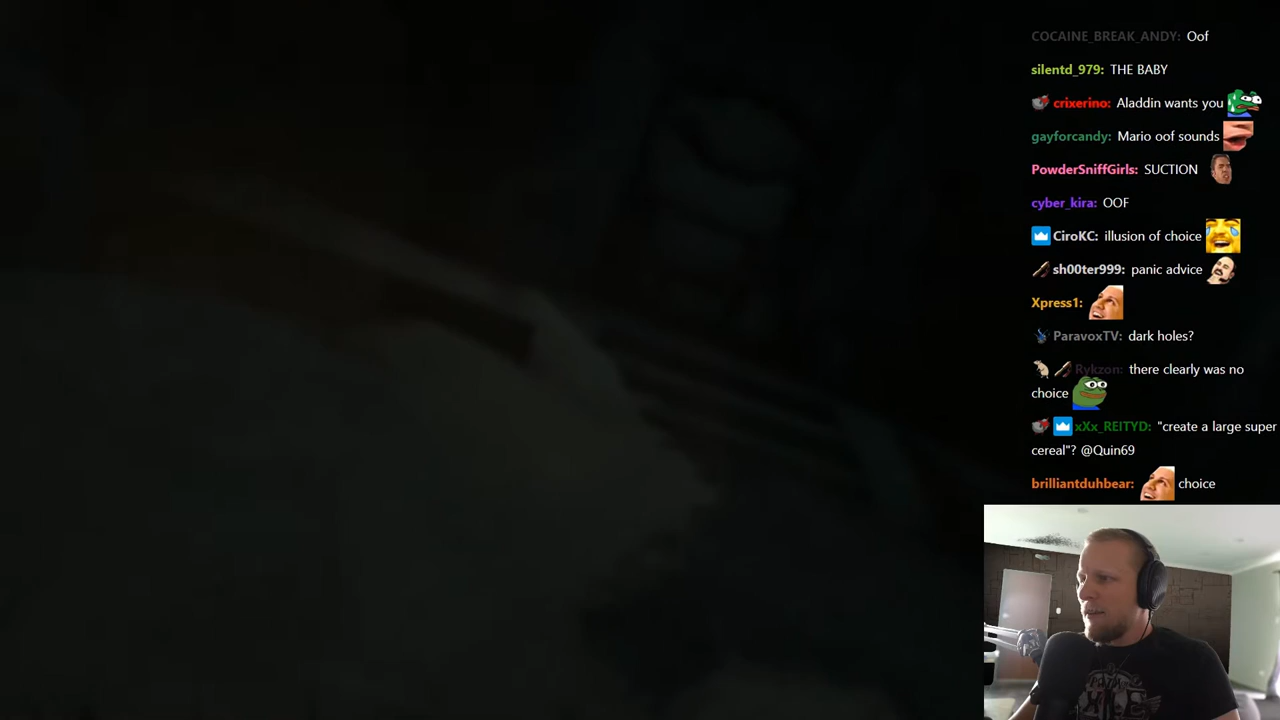 COCAINE_BREAK_ANDY: Oof
silentd_979: THE BABY
crixerino: Aladdin wants you
gayforcandy: Mario oof sounds
PowderSniffGirls: SUCTION
cyber_kira: OOF
CiroKC: illusion of choice
sh00ter999: panic advice
Xpress1:
ParavoxTV: dark holes?
Rykzon: there clearly was no
choice
xXx_REITYD: "create a large super
cereal"? @Quin69
brilliantduhbear: choice